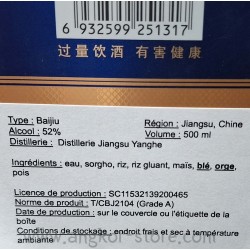 6 932599 251317
过量饮酒 有害健康
Type : Baijiu
Région : Jiangsu, Chine
Alcool : 52%
Volume : 500 ml
Distillerie : Distillerie Jiangsu Yanghe
Ingrédients : eau, sorgho, riz, riz gluant, maïs, blé, orge,
pois
Licence de production : SC11532139200465
Norme de produit : T/CBJ2104 (Grade A)
Date de production : sur le couvercle ou l'étiquette de la
boîte
Conditions de stockage : endroit frais et sec à température
www.angkor-store.com